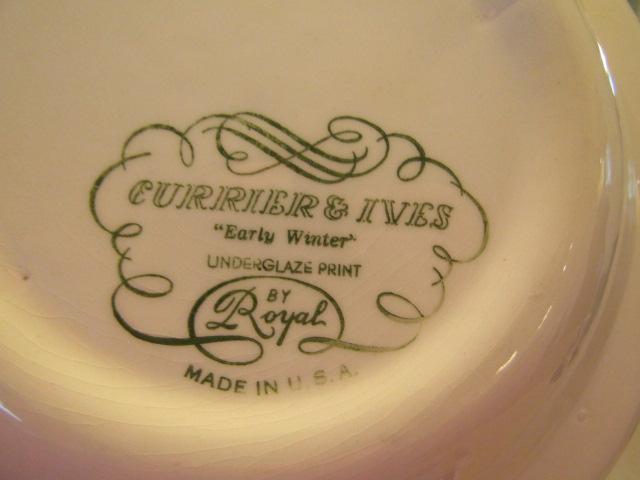 CURRIER & IVES
"Early Winter"
UNDERGLAZE PRINT
BY
Royal
MADE IN U.S.A.